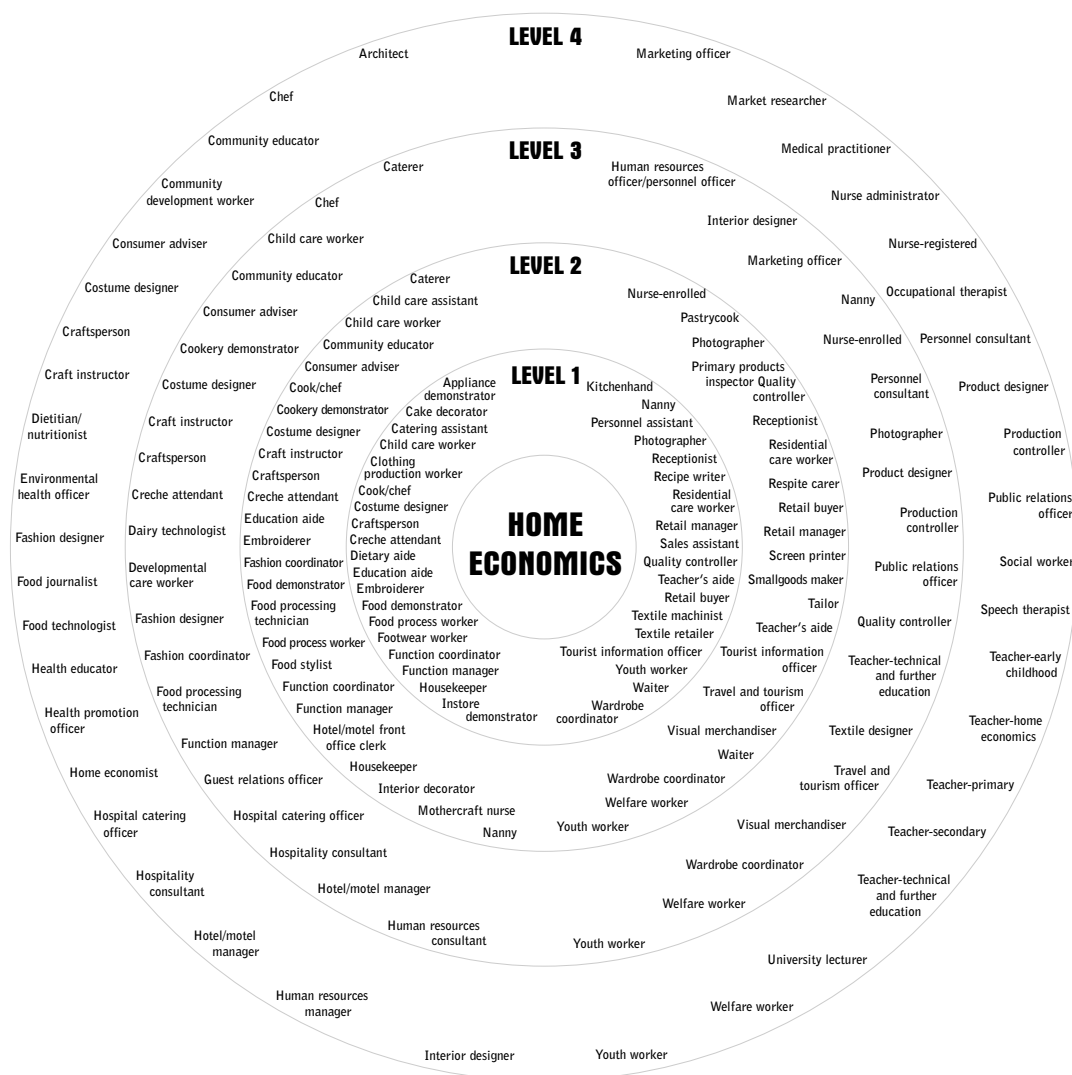 LEVEL 4
Architect
Chef
Community educator
Community
development worker
Consumer adviser
Costume designer
Craftsperson
Craft instructor
Dietitian/
nutritionist
Environmental
health officer
Fashion designer
Food journalist
Food technologist
Health educator
Health promotion
officer
Home economist
Hospital catering
officer
Hospitality
consultant
Hotel/motel
manager
Human resources
manager
Interior designer
Marketing officer
Market researcher
Medical practitioner
Nurse administrator
Nurse-registered
Occupational therapist
Personnel consultant
Product designer
Production
controller
Public relations
officer
Social worker
Speech therapist
Teacher-early
childhood
Teacher-home
economics
Teacher-primary
Teacher-secondary
Teacher-technical
and further
education
University lecturer
Welfare worker
Youth worker
LEVEL 3
Caterer
Chef
Child care worker
Community educator
Consumer adviser
Cookery demonstrator
Costume designer
Craft instructor
Craftsperson
Creche attendant
Dairy technologist
Developmental
care worker
Fashion designer
Fashion coordinator
Food processing
technician
Function manager
Guest relations officer
Hospital catering officer
Hospitality consultant
Hotel/motel manager
Human resources
consultant
Human resources
officer/personnel officer
Interior designer
Marketing officer
Nanny
Nurse-enrolled
Personnel
consultant
Photographer
Product designer
Production
controller
Public relations
officer
Quality controller
Teacher-technical
and further
education
Textile designer
Travel and
tourism officer
Visual merchandiser
Wardrobe coordinator
Welfare worker
Youth worker
LEVEL 2
Caterer
Child care assistant
Child care worker
Community educator
Consumer adviser
Cook/chef
Cookery demonstrator
Costume designer
Craft instructor
Craftsperson
Creche attendant
Education aide
Embroiderer
Fashion coordinator
Food demonstrator
Food processing
technician
Food process worker
Food stylist
Function coordinator
Function manager
Hotel/motel front
office clerk
Housekeeper
Interior decorator
Mothercraft nurse
Nanny
Nurse-enrolled
Pastrycook
Photographer
Primary products
inspector Quality
controller
Receptionist
Residential
care worker
Respite carer
Retail buyer
Retail manager
Screen printer
Smallgoods maker
Tailor
Teacher's aide
Tourist information
officer
Travel and tourism
officer
Visual merchandiser
Waiter
Wardrobe coordinator
Welfare worker
Youth worker
LEVEL 1
Appliance
demonstrator
Cake decorator
Catering assistant
Child care worker
Clothing
production worker
Cook/chef
Costume designer
Craftsperson
Creche attendant
Dietary aide
Education aide
Embroiderer
Food demonstrator
Food process worker
Footwear worker
Function coordinator
Function manager
Housekeeper
Instore
demonstrator
Kitchenhand
Nanny
Personnel assistant
Photographer
Receptionist
Recipe writer
Residential
care worker
Retail manager
Sales assistant
Quality controller
Teacher's aide
Retail buyer
Textile machinist
Textile retailer
Tourist information officer
Youth worker
Waiter
Wardrobe
coordinator
HOME
ECONOMICS